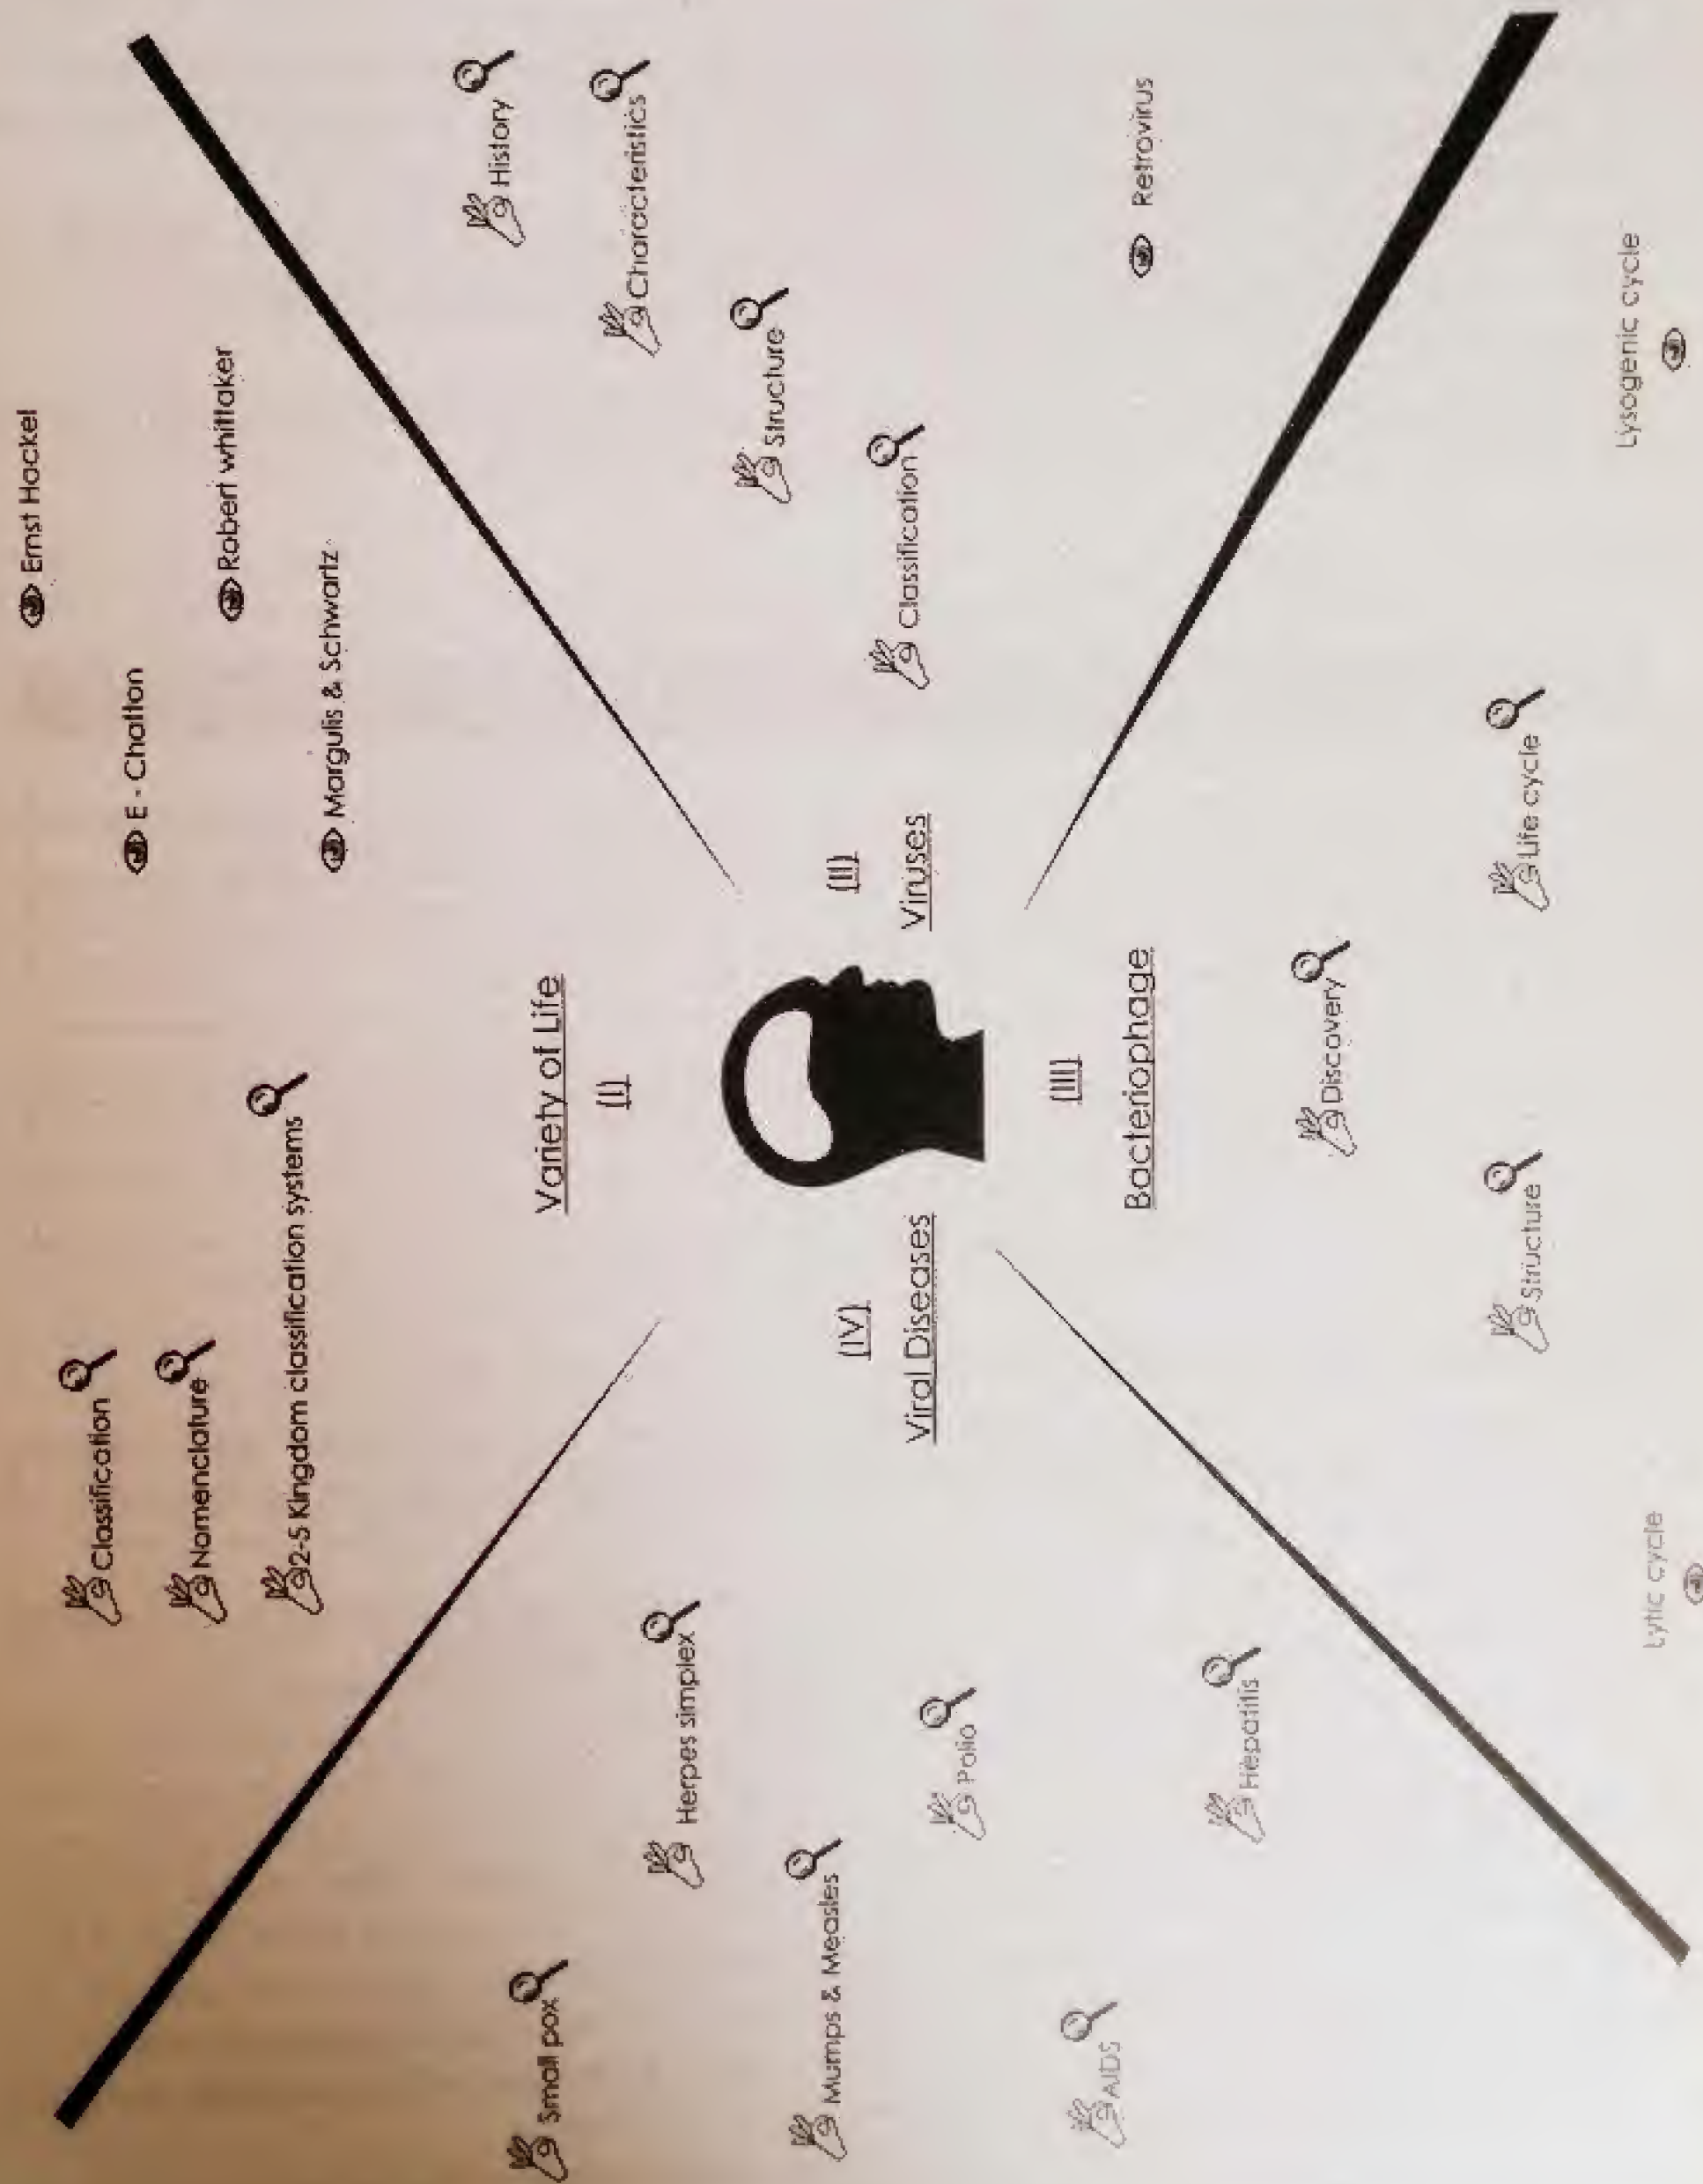 Classification
Nomenclature
2-5 Kingdom classification systems
Ernst Hackel
E - Chatton
Robert whittaker
Margulis & Schwartz
Variety of Life
(I)
History
Characteristics
Structure
Classification
Retrovirus
(II)
Viruses
(III)
Bacteriophage
Discovery
Structure
Life cycle
Lytic cycle
Lysogenic cycle
(IV)
Viral Diseases
Small pox
Herpes simplex
Mumps & Measles
Polio
AIDS
Hepatitis